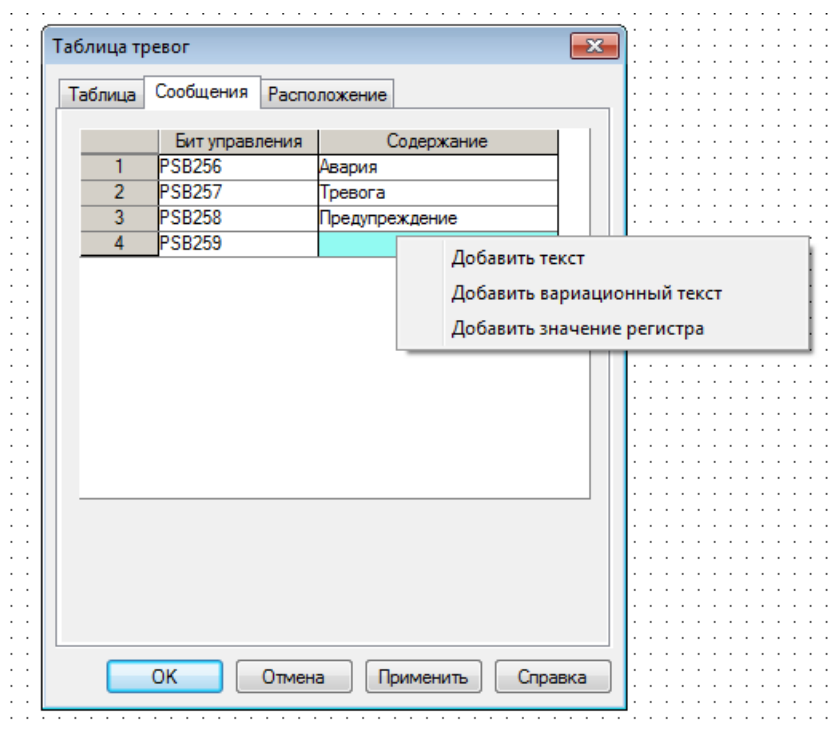 Таблица тревог
Таблица Сообщения Расположение
Бит управления Содержание
1 PSB256 Авария
2 PSB257 Тревога
3 PSB258 Предупреждение
4 PSB259
Добавить текст
Добавить вариационный текст
Добавить значение регистра
OK Отмена Применить Справка